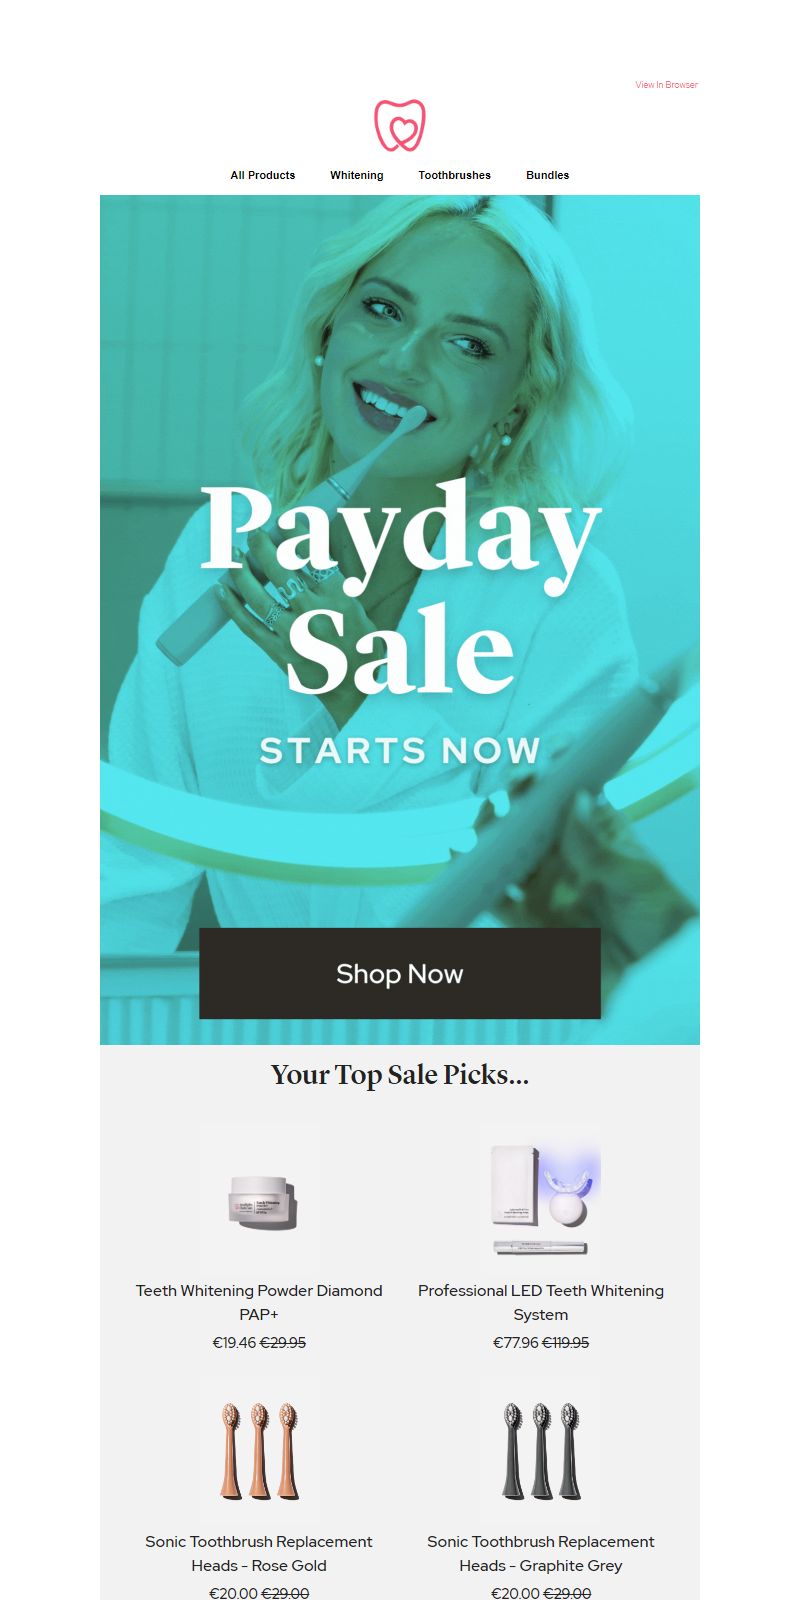 View In Browser
All Products Whitening Toothbrushes Bundles
Payday
Sale
STARTS NOW
Shop Now
Your Top Sale Picks...
Teeth Whitening Powder Diamond
PAP+
€19.46 €29.95
Professional LED Teeth Whitening
System
€77.96 €119.95
Sonic Toothbrush Replacement
Heads - Rose Gold
€20.00 €29.00
Sonic Toothbrush Replacement
Heads - Graphite Grey
€20.00 €29.00